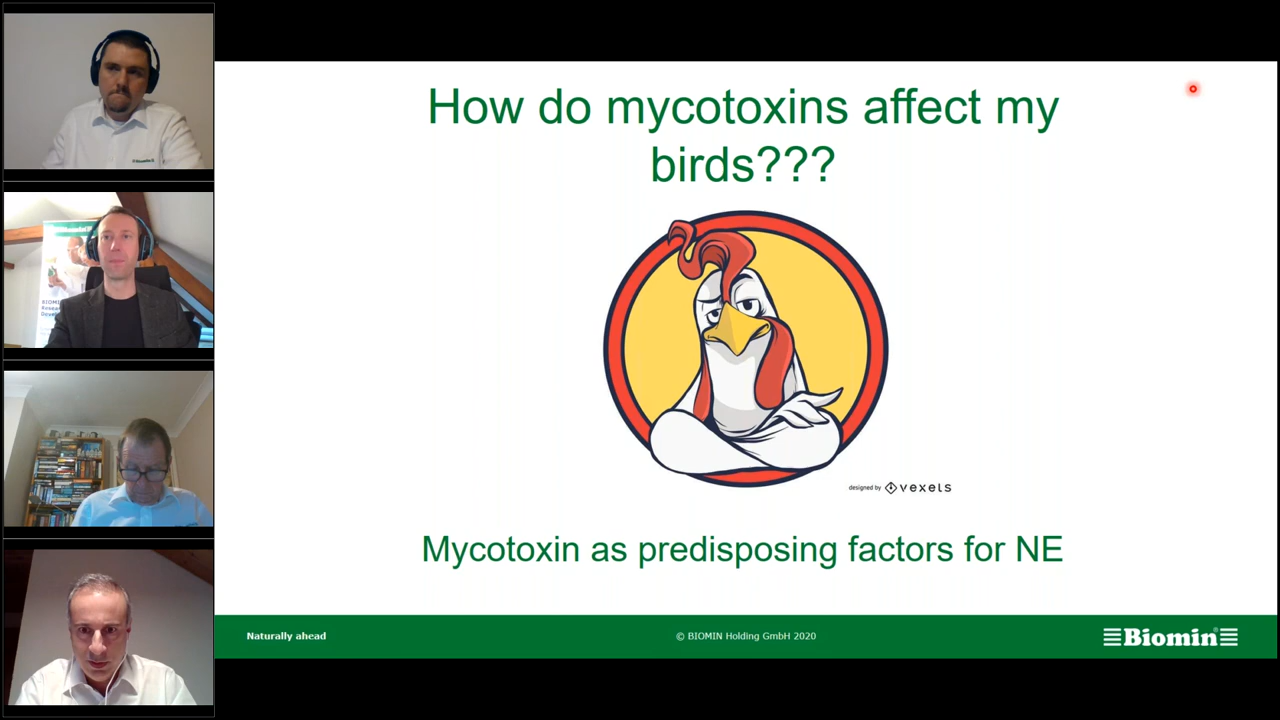 How do mycotoxins affect my
birds???
designed by vexels
Mycotoxin as predisposing factors for NE
Naturally ahead
© BIOMIN Holding GmbH 2020
Biomin®